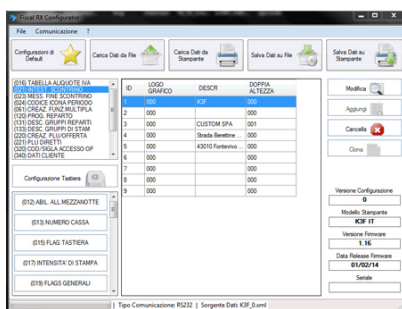 Fiscal RX Configurator
File Comunicazione ?
Configurazioni di Default
Carica Dati da File
Carica Dati da Stampante
Salva Dati su File
Salva Dati su Stampante
(016) TABELLA ALIQUOTE IVA
(021) INTEST. SCONTRINO
(023) MESS. FINE SCONTRINO
(024) CODICE ICONA PERIODO
(061) CREAZ. FUNZ.MULTIPLA
(120) PROG. REPARTO
(131) DESC. GRUPPI REPARTI
(133) DESC. GRUPPI DI STAM
(220) CREAZ. PLU/OFFERTA
(221) PLU DIRETTI
(320) COD/SIGLA ACCESSO OP
(340) DATI CLIENTE
Configurazione Tastiera
(012) ABIL. ALL MEZZANOTTE
(013) NUMERO CASSA
(015) FLAG TASTIERA
(017) INTENSITA' DI STAMPA
(019) FLAGS GENERALI
ID LOGO GRAFICO DESCR DOPPIA ALTEZZA
1 000 K3F 000
2 000 000
3 000 CUSTOM SPA 001
4 000 Strada Berettine ... 000
5 000 43010 Fontevivo ... 000
6 000 000
7 000 000
8 000 000
9 000 000
Modifica
Aggiungi
Cancella
Clona
Versione Configurazione
0
Modello Stampante
K3F IT
Versione Firmware
1.16
Data Release Firmware
01/02/14
Seriale
Tipo Comunicazione: RS232 | Sorgente Dati: K3F_0.xml